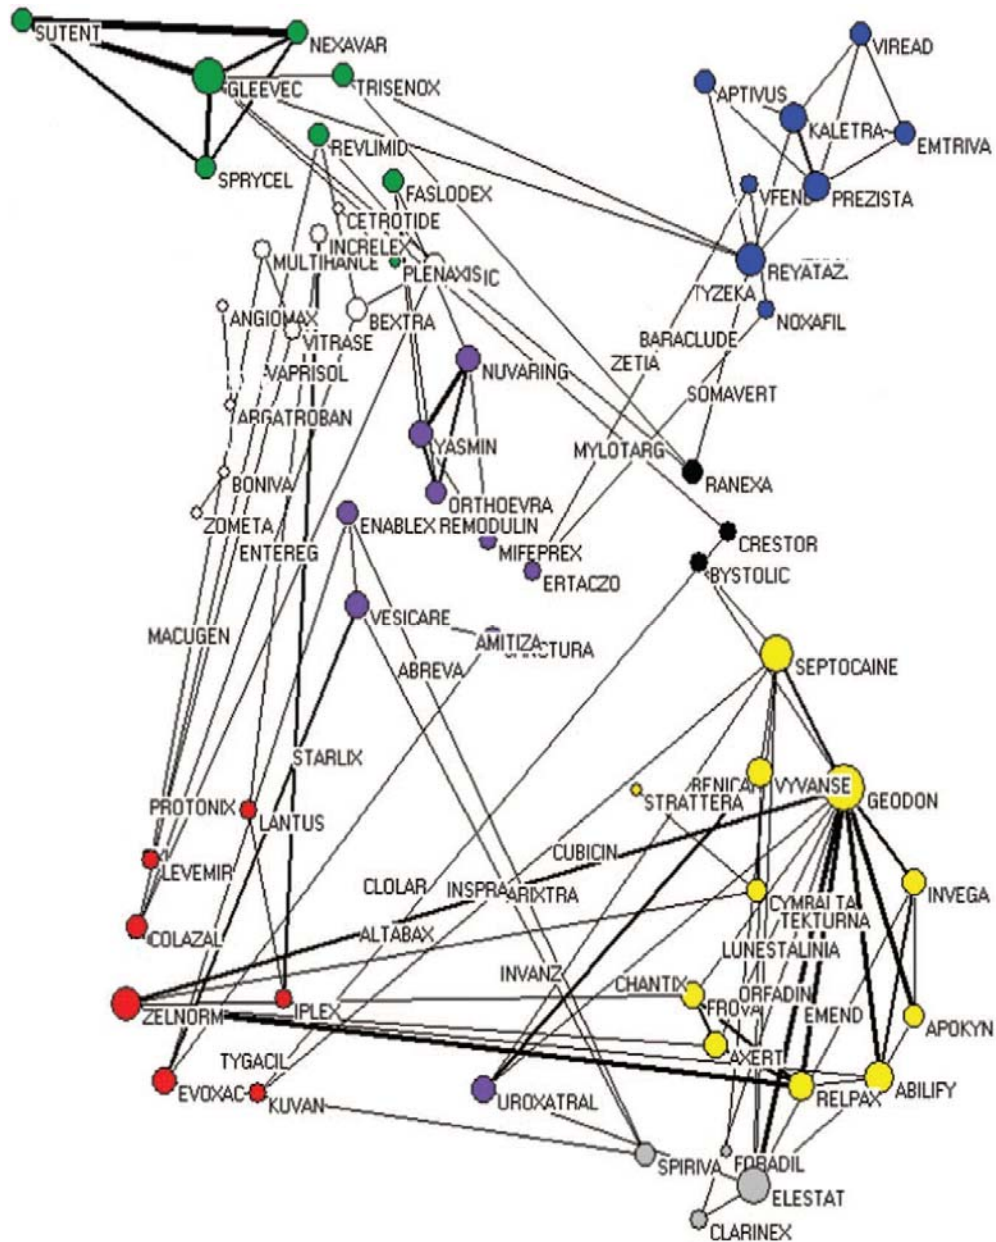 SUTENT
NEXAVAR
VIREAD
GLEEVEC
TRISENOX
APTIVUS
KALETRA
EMTRIVA
REVLIMID
SPRYCEL
FASLODEX
VFEND
PREZISTA
CETROTIDE
INCRELEX
MULTIHANCE
PLENAXIS
IC
REYATAZ
TYZEKA
ANGIOMAX
BEXTRA
NOXAFIL
VITRASE
BARACLUDE
ZETIA
VAPRISOL
NUVARING
SOMAVERT
ARGATROBAN
YASMIN
MYLOTARG
BONIVA
RANEXA
ORTHOEVRA
ZOMETA
ENABLEX
REMODULIN
ENTEREG
MIFEPREX
CRESTOR
ERTACZO
BYSTOLIC
VESICARE
MACUGEN
AMITIZA
ABREVA
SEPTOCAINE
STARLIX
VYVANSE
STRATTERA
GEODON
PROTONIX
LANTUS
CUBICIN
LEVEMIR
CLOLAR
INSPRA
ARIXTRA
INVEGA
CYMBALTA
TEKTURNA
COLAZAL
ALTABAX
LUNESTA
LINIA
INVANZ
CHANTIX
ORFADIN
FROVA
EMEND
ZELNORM
IPLEX
APOKYN
TYGACIL
AXERT
EVOXAC
KUVAN
UROXATRAL
RELPAX
ABILIFY
SPIRIVA
FORADIL
ELESTAT
CLARINEX